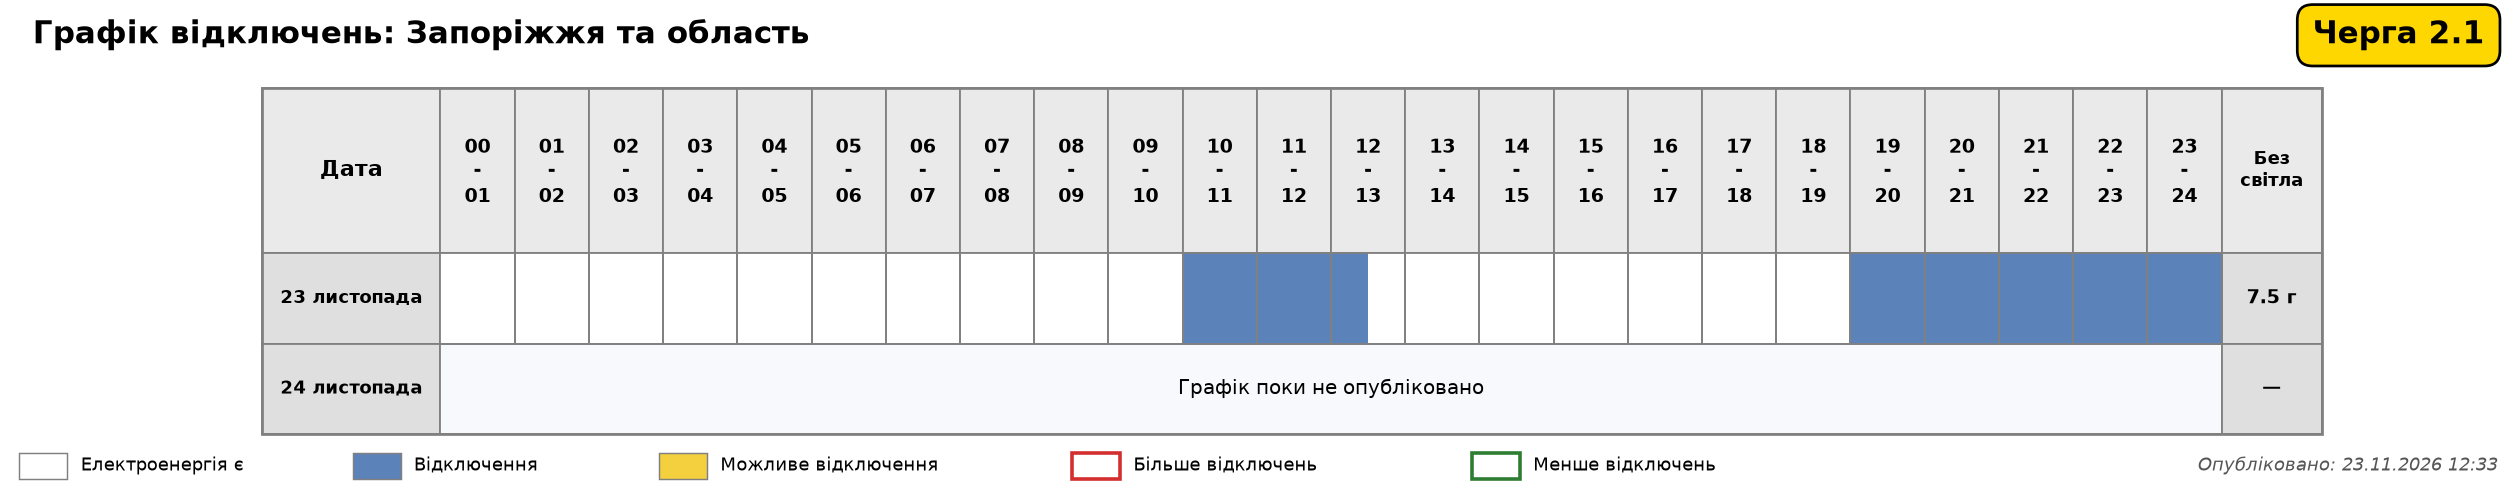 Графік відключень: Запоріжжя та область
Черга 2.1
Дата
00 - 01
01 - 02
02 - 03
03 - 04
04 - 05
05 - 06
06 - 07
07 - 08
08 - 09
09 - 10
10 - 11
11 - 12
12 - 13
13 - 14
14 - 15
15 - 16
16 - 17
17 - 18
18 - 19
19 - 20
20 - 21
21 - 22
22 - 23
23 - 24
Без
світла
23 листопада
7.5 г
24 листопада
Графік поки не опубліковано
—
Електроенергія є
Відключення
Можливе відключення
Більше відключень
Менше відключень
Опубліковано: 23.11.2026 12:33